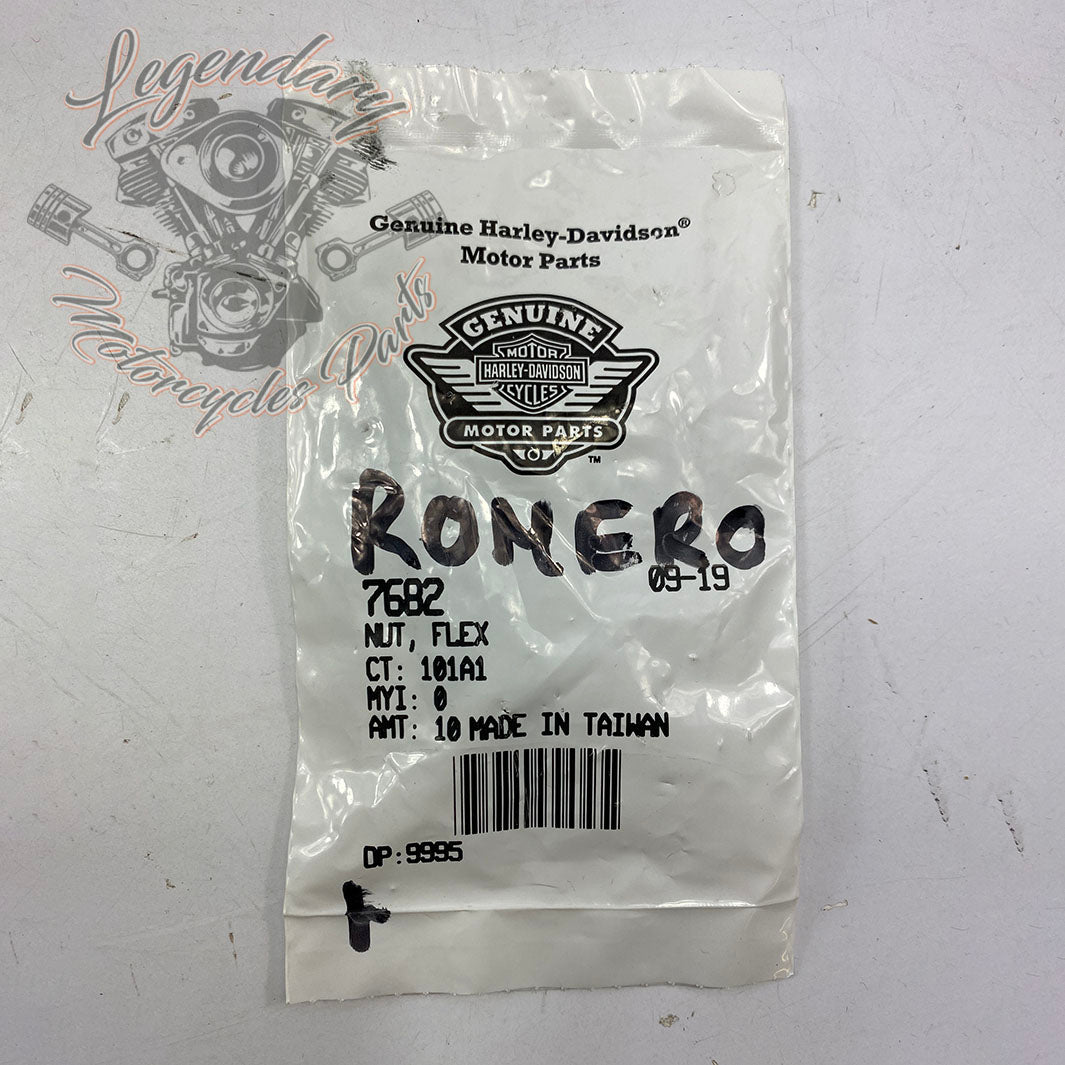 Legendary
Motorcycles Parts
Genuine Harley-Davidson®
Motor Parts
GENUINE
MOTOR
HARLEY-DAVIDSON
CYCLES
MOTOR PARTS
™
ROMERO
09-19
7682
NUT, FLEX
CT: 101A1
MYI: 0
AMT: 10 MADE IN TAIWAN
DP:9995